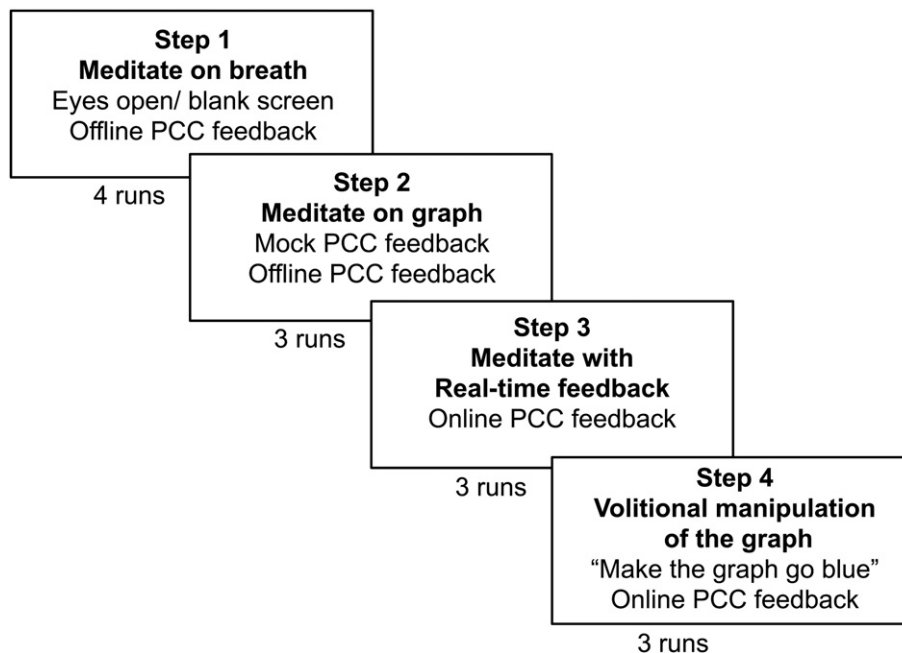 Step 1
Meditate on breath
Eyes open/ blank screen
Offline PCC feedback
4 runs
Step 2
Meditate on graph
Mock PCC feedback
Offline PCC feedback
3 runs
Step 3
Meditate with
Real-time feedback
Online PCC feedback
3 runs
Step 4
Volitional manipulation
of the graph
“Make the graph go blue”
Online PCC feedback
3 runs